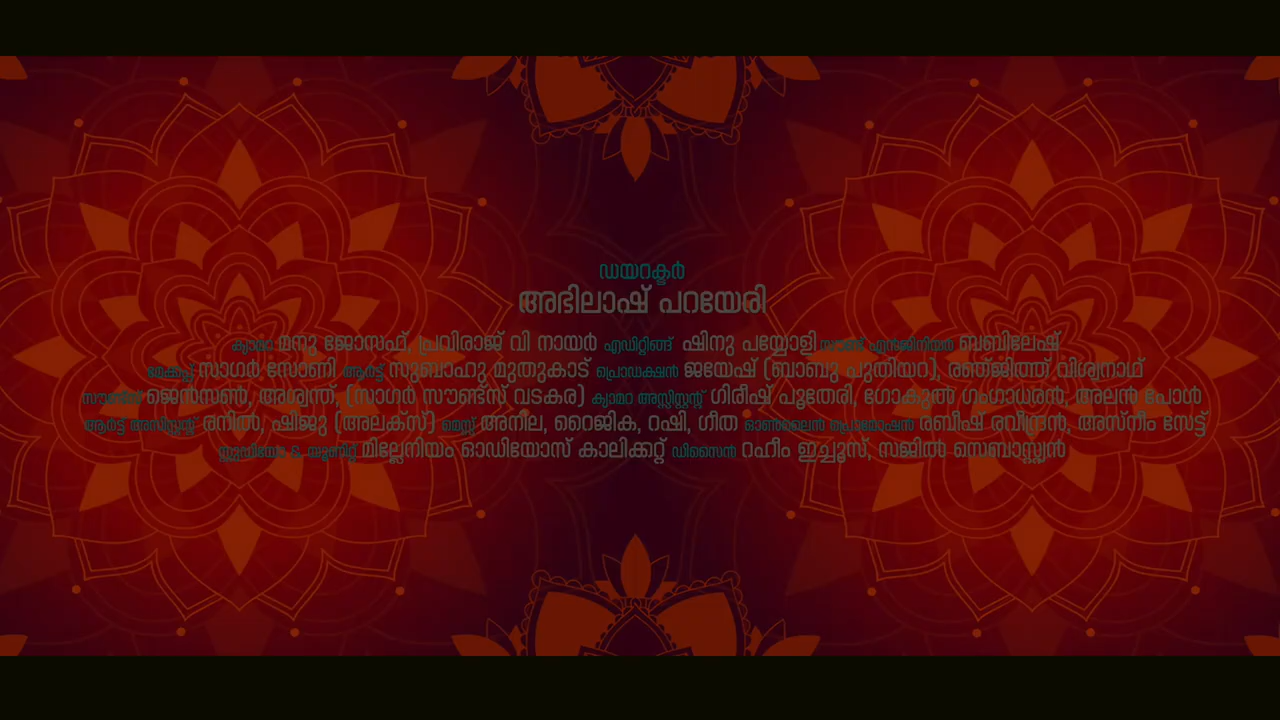 ഡയറക്ടർ
അഭിലാഷ് പറയേരി
ക്യാമറ മനു ജോസഫ്, പ്രവിരാജ് വി നായർ എഡിറ്റിങ്ങ് ഷിനു പയ്യോളി സൗണ്ട് എൻജിനിയർ ബബിലേഷ്
മേക്കപ്പ് സാഗർ സോണി ആർട്ട് സുബാഹു മുതുകാട് പ്രൊഡക്ഷൻ ജയേഷ് (ബാബു പുതിയറ), രഞ്ജിത്ത് വിശ്വനാഥ്
ജെൻസൺ, അശ്വന്ത്, (സാഗർ സൗണ്ട്സ് വടകര) ക്യാമറ അസ്സിസ്റ്റന്റ് ഗിരീഷ് പൂതേരി, ഗോകുൽ ഗംഗാധരൻ, അലൻ പോൾ
ആർട്ട് അസിസ്റ്റന്റ് രനിൽ, ഷിജു (അലക്സ്) മെസ്സ് അനില, റൈജിക, റഷി, ഗീത ഓൺലൈൻ പ്രൊമോഷൻ രബീഷ് രവീന്ദ്രൻ, അസ്നീം സേട്ട്
സ്റ്റുഡിയോ & യൂണിറ്റ് മില്ലേനിയം ഓഡിയോസ് കാലിക്കറ്റ് ഡിസൈൻ റഹീം ഇച്ചൂസ്, സജിൽ സെബാസ്റ്റ്യൻ